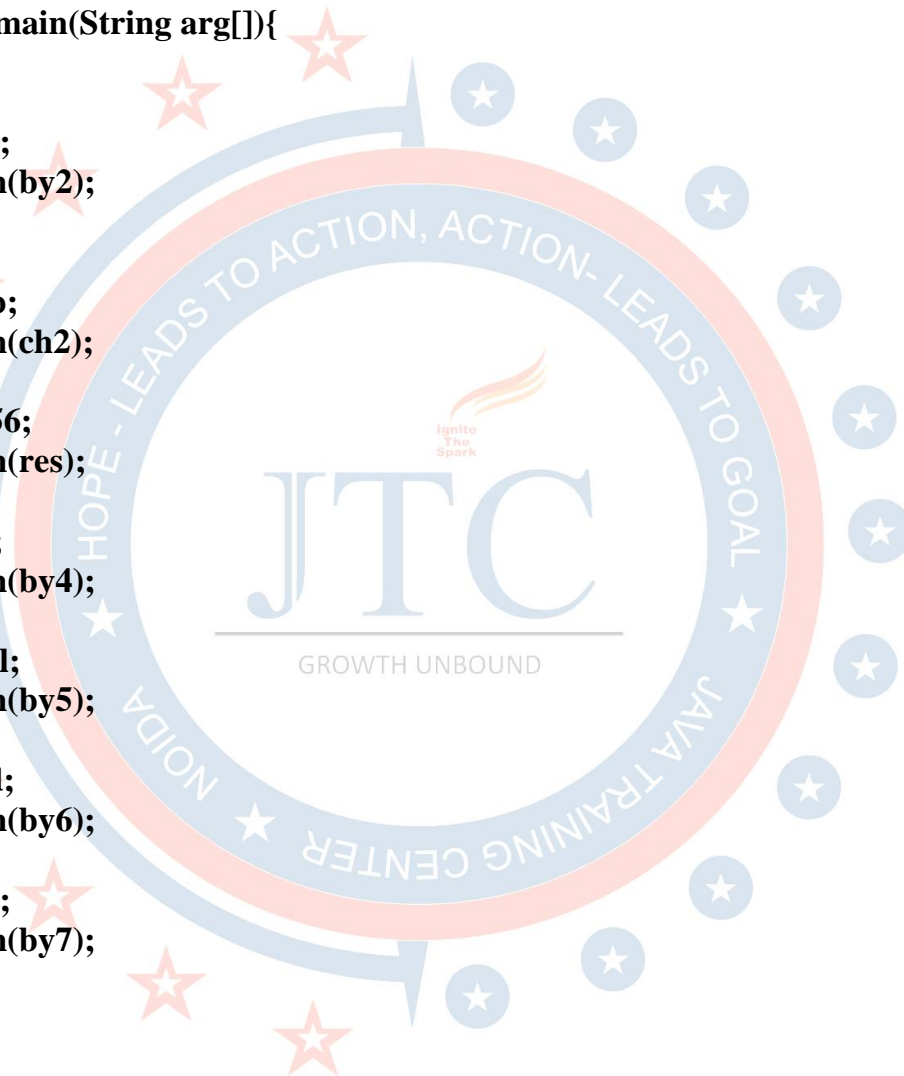 main(String arg[]){
;
n(by2);
o;
n(ch2);
56;
n(res);
;
n(by4);
l;
n(by5);
l;
n(by6);
;
n(by7);
HOPE - LEADS TO ACTION, ACTION- LEADS TO GOAL
Ignite
The
Spark
JTC
GROWTH UNBOUND
NOIDA
JAVA TRAINING CENTER